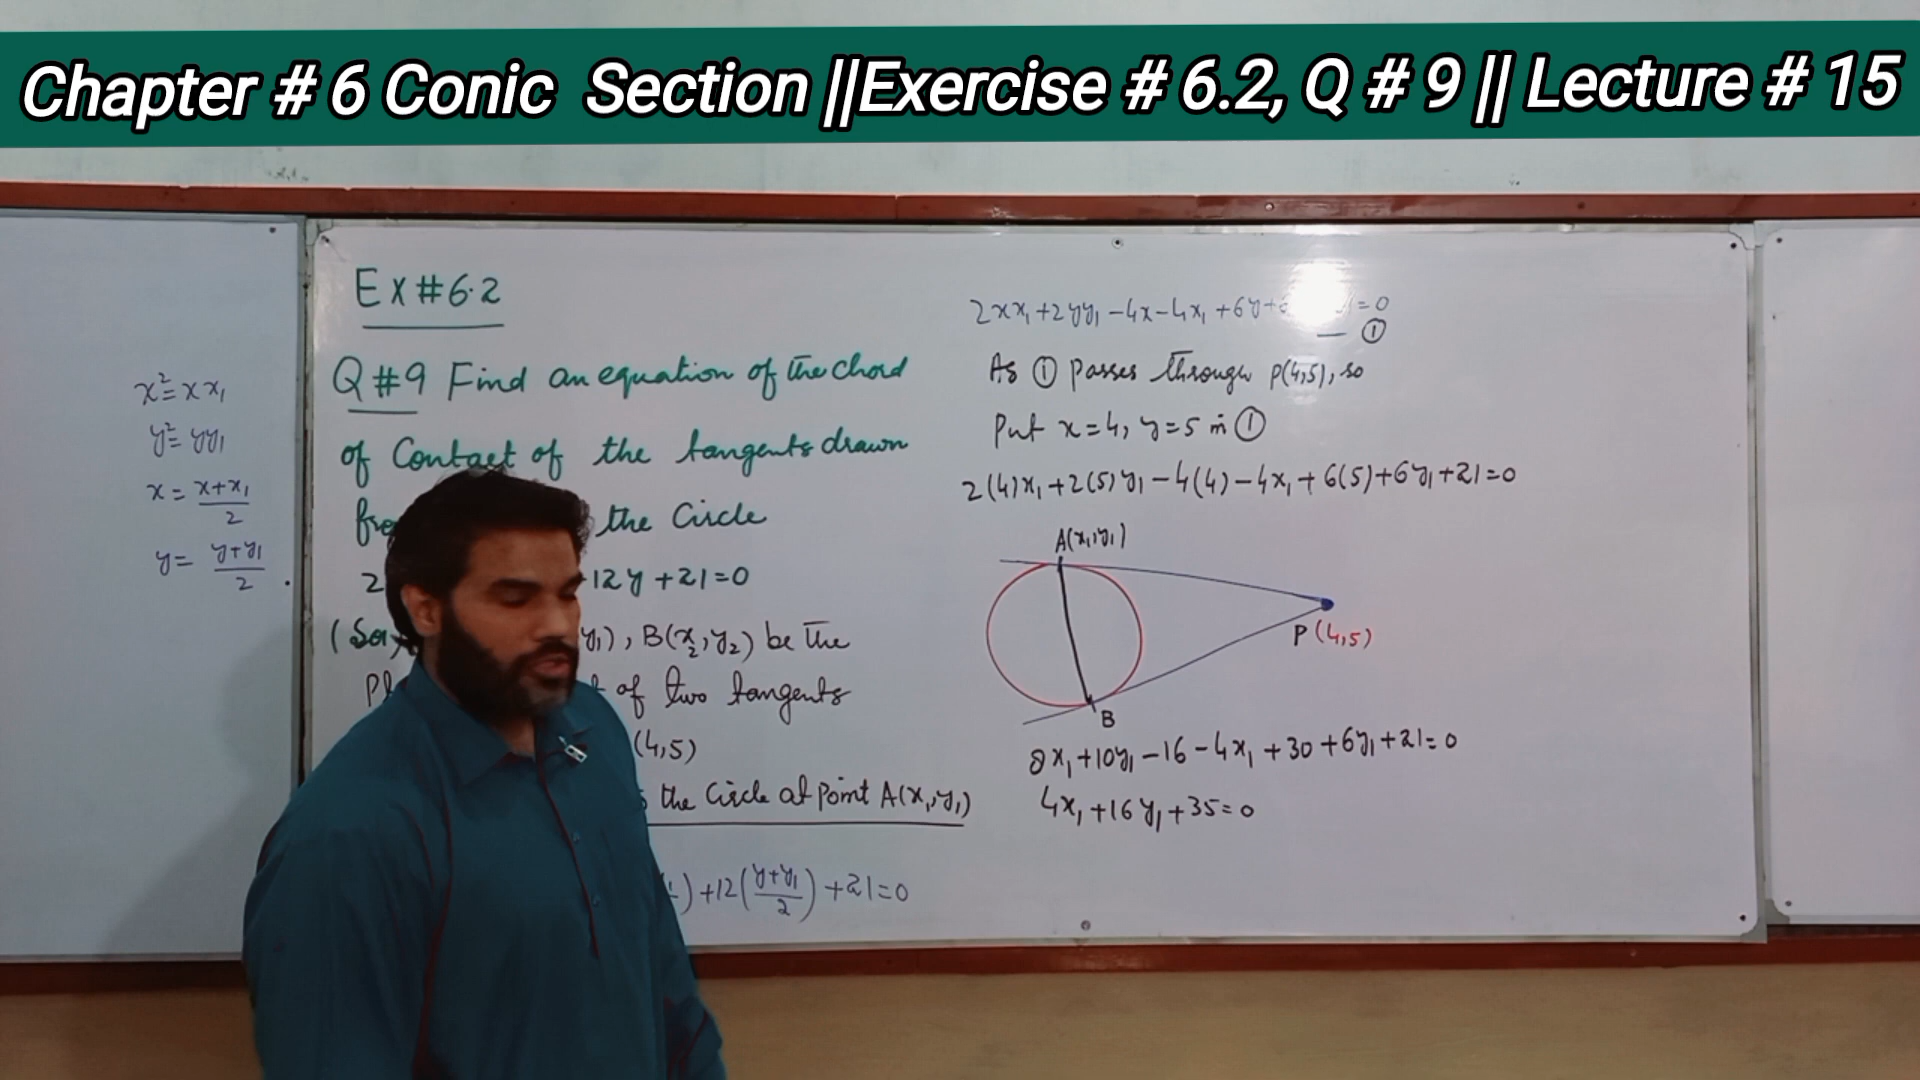 Chapter # 6 Conic Section ||Exercise # 6.2, Q # 9 || Lecture # 15
x²=xx₁
y²=yy₁
x = x+x₁/2
y = y+y₁/2 .
Ex#6.2
Q#9 Find an equation of the chord
of Contact of the tangents drawn
the Circle
2 12y+21=0
y₁), B(x₂,y₂) be the
of two tangents
(4,5)
the Circle at point A(x₁,y₁)
)+12(y+y₁/2)+21=0
2xx₁+2yy₁-4x-4x₁+6y+ =0
— ①
As ① passes through P(4,5), so
Put x=4, y=5 in ①
2(4)x₁+2(5)y₁-4(4)-4x₁+6(5)+6y₁+21=0
A(x₁,y₁)
P(4,5)
B
8x₁+10y₁-16-4x₁+30+6y₁+21=0
4x₁+16y₁+35=0